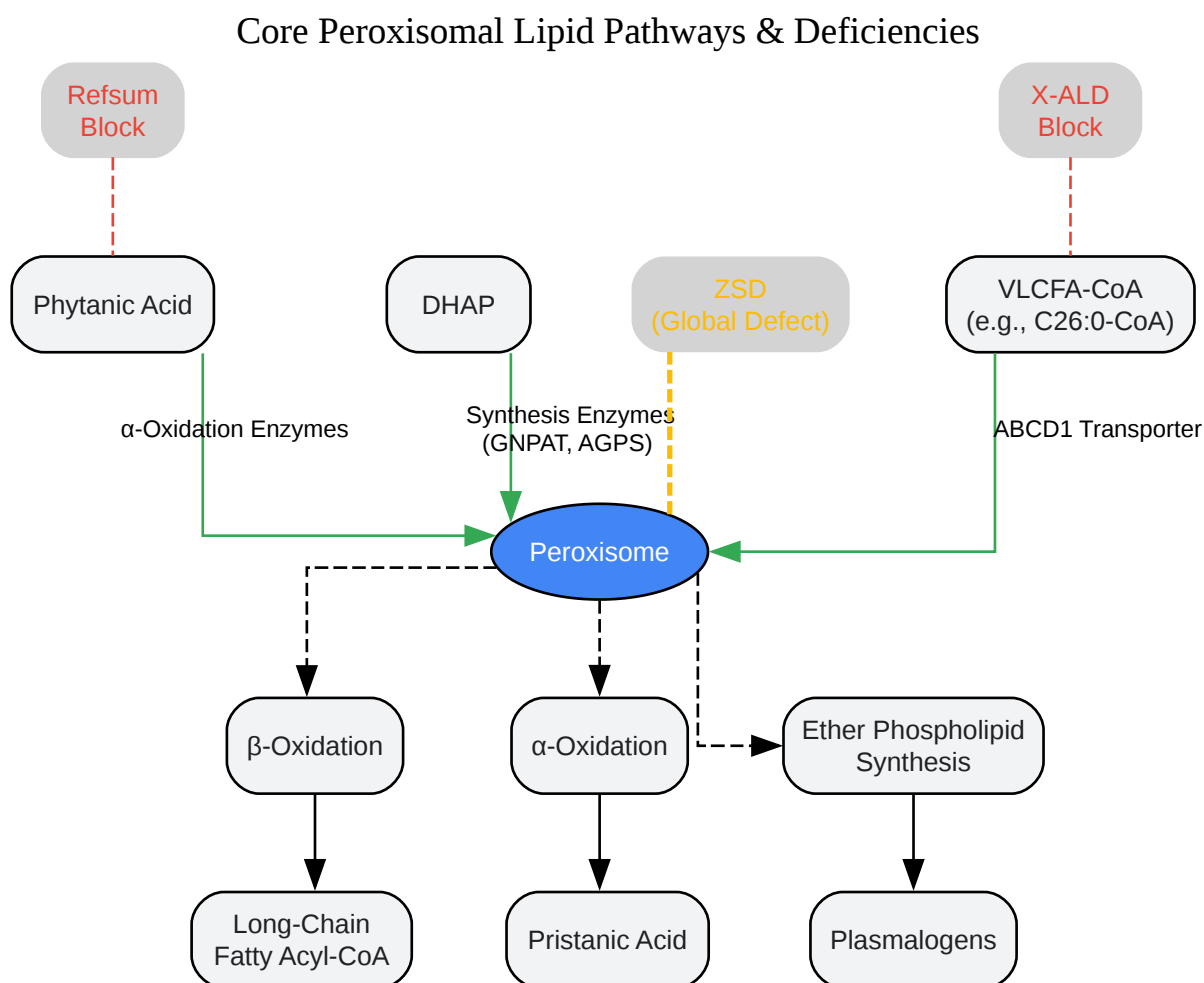 Core Peroxisomal Lipid Pathways & Deficiencies
Refsum
Block
X-ALD
Block
Phytanic Acid
DHAP
ZSD
(Global Defect)
VLCFA-CoA
(e.g., C26:0-CoA)
α-Oxidation Enzymes
Synthesis Enzymes
(GNPAT, AGPS)
ABCD1 Transporter
Peroxisome
β-Oxidation
α-Oxidation
Ether Phospholipid
Synthesis
Long-Chain
Fatty Acyl-CoA
Pristanic Acid
Plasmalogens